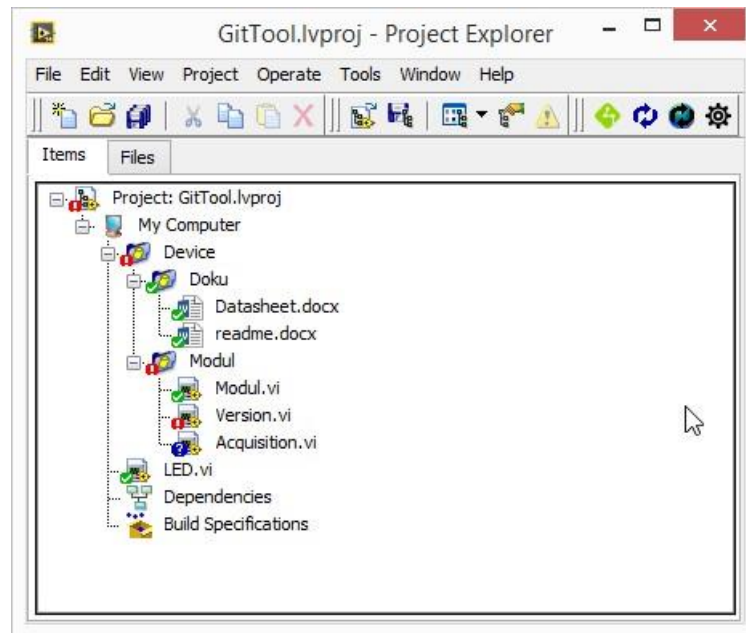 GitTool.lvproj - Project Explorer
File Edit View Project Operate Tools Window Help
Items Files
Project: GitTool.lvproj
My Computer
Device
Doku
Datasheet.docx
readme.docx
Modul
Modul.vi
Version.vi
Acquisition.vi
LED.vi
Dependencies
Build Specifications